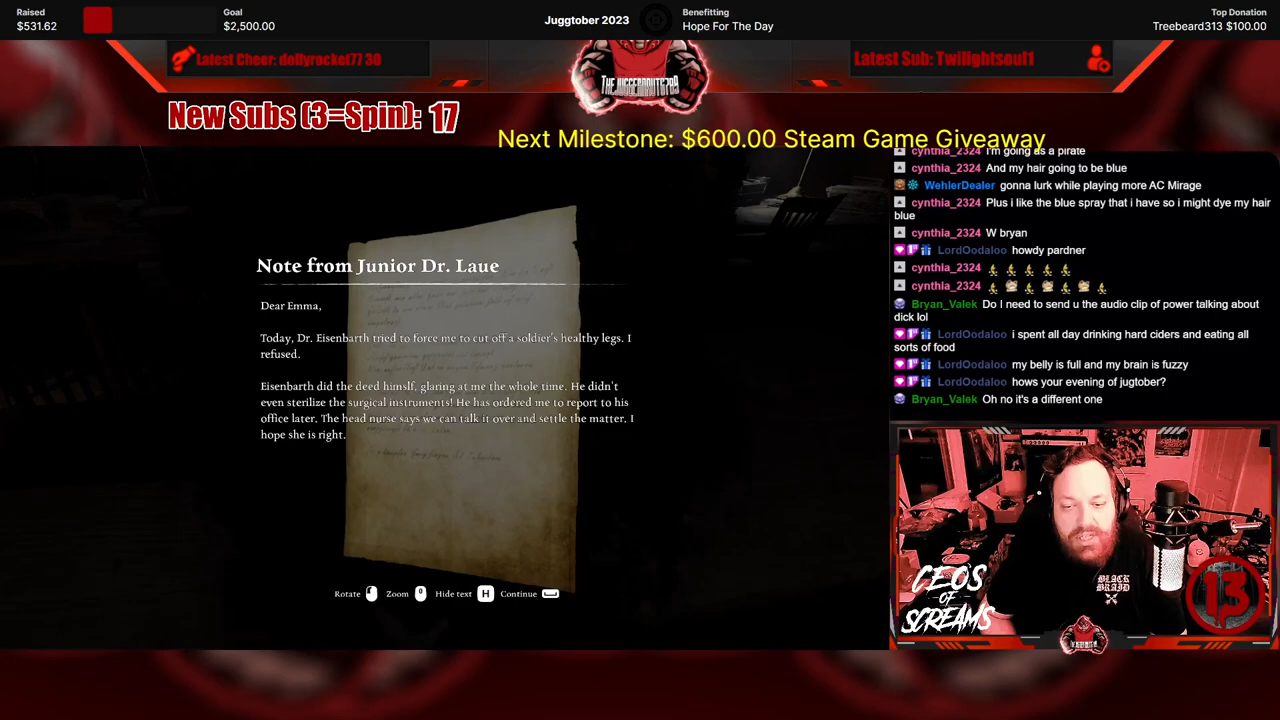 Raised
$531.62
Goal
$2,500.00
Juggtober 2023
Benefitting
Hope For The Day
Top Donation
Treebeard313 $100.00
Latest Cheer: dollyrocket77 30
THEJUGGERNAUT6789
Latest Sub: Twilightsoul1
New Subs (3=Spin): 17
Next Milestone: $600.00 Steam Game Giveaway
cynthia_2324 I'm going as a pirate
cynthia_2324 And my hair going to be blue
WehlerDealer gonna lurk while playing more AC Mirage
cynthia_2324 Plus i like the blue spray that i have so i might dye my hair
blue
cynthia_2324 W bryan
LordOodaloo howdy pardner
cynthia_2324
cynthia_2324
Bryan_Valek Do I need to send u the audio clip of power talking about
dick lol
LordOodaloo i spent all day drinking hard ciders and eating all
sorts of food
LordOodaloo my belly is full and my brain is fuzzy
LordOodaloo hows your evening of jugtober?
Bryan_Valek Oh no it's a different one
Note from Junior Dr. Laue
Dear Emma,
Today, Dr. Eisenbarth tried to force me to cut off a soldier's healthy legs. I
refused.
Eisenbarth did the deed himslf, glaring at me the whole time. He didn't
even sterilize the surgical instruments! He has ordered me to report to his
office later. The head nurse says we can talk it over and settle the matter. I
hope she is right.
Rotate Zoom Hide text H Continue
CEOS
OF
SCREAMS
BLACK
BRAID
13